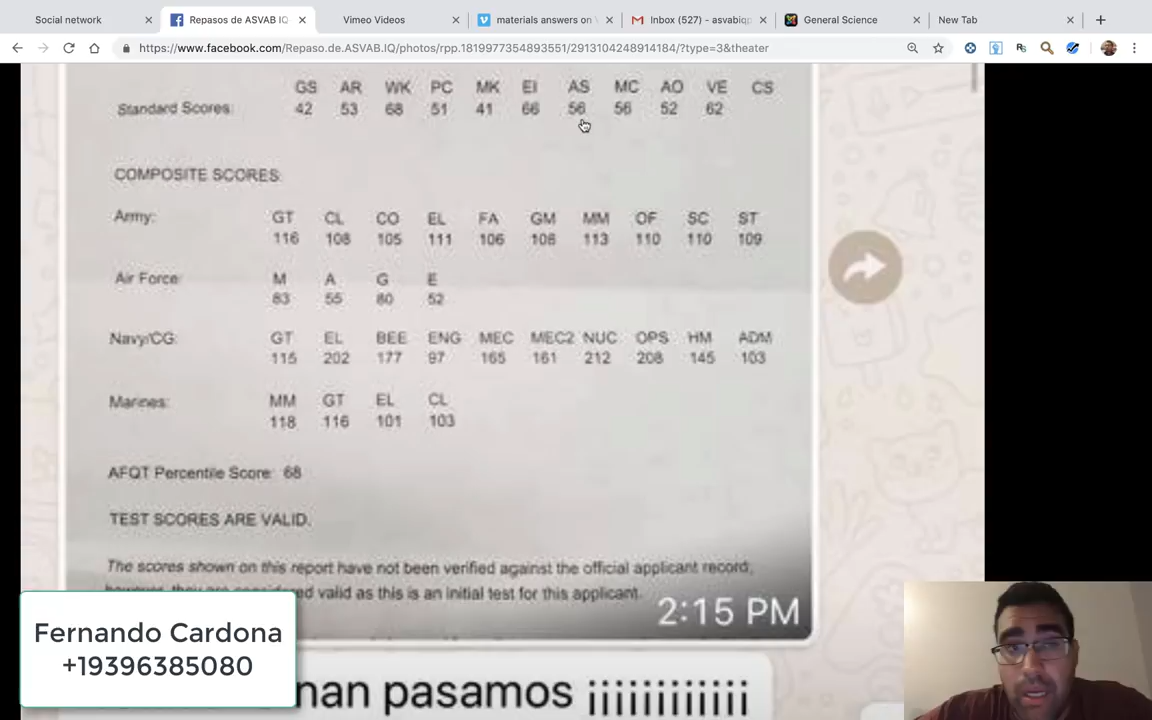 Social network
Repasos de ASVAB IQ
Vimeo Videos
materials answers on
Inbox (527) - asvabiqp
General Science
New Tab
https://www.facebook.com/Repaso.de.ASVAB.IQ/photos/rpp.1819977354893551/2913104248914184/?type=3&theater
GS AR WK PC MK EI AS MC AO VE CS
Standard Scores: 42 53 68 51 41 66 56 56 52 62
COMPOSITE SCORES:
Army: GT CL CO EL FA GM MM OF SC ST
116 108 105 111 106 108 113 110 110 109
Air Force: M A G E
83 55 80 52
Navy/CG: GT EL BEE ENG MEC MEC2 NUC OPS HM ADM
115 202 177 97 165 161 212 208 145 103
Marines: MM GT EL CL
118 116 101 103
AFQT Percentile Score: 68
TEST SCORES ARE VALID.
The scores shown on this report have not been verified against the official applicant record;
valid as this is an initial test for this applicant.
2:15 PM
Fernando Cardona
+19396385080
nan pasamos ¡¡¡¡¡¡¡¡¡¡¡¡